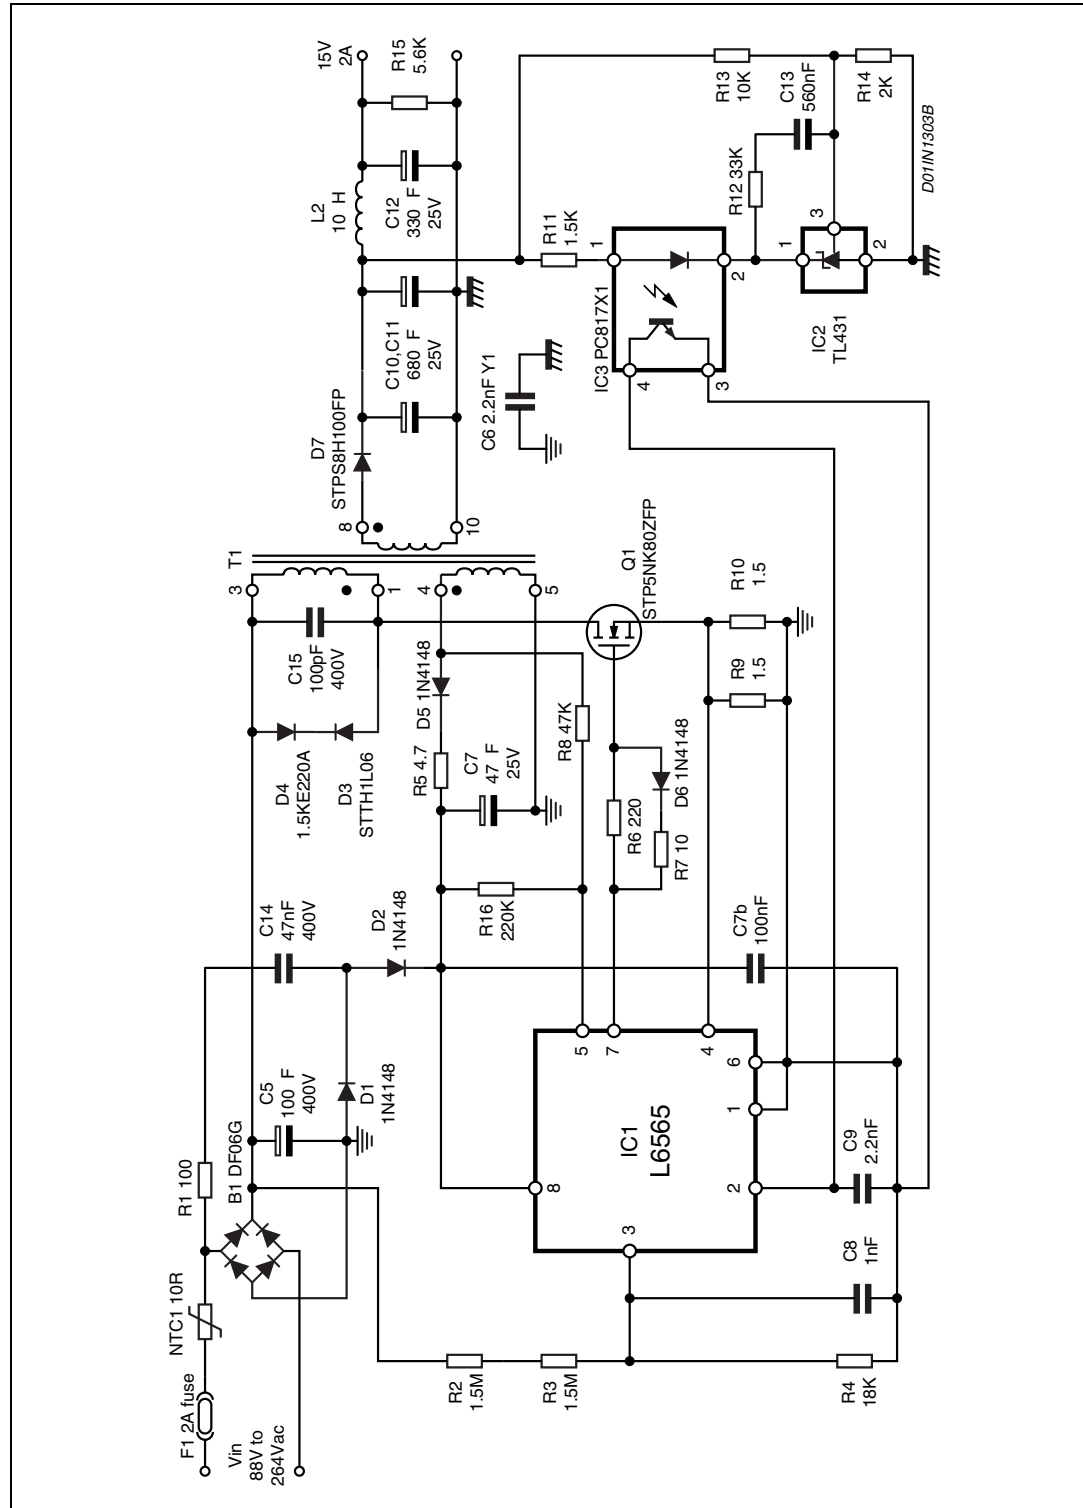 F1 2A fuse
Vin
88V to
264Vac
NTC1 10R
R1 100
B1 DF06G
C5
100 F
400V
D1
1N4148
C14
47nF
400V
D2
1N4148
D4
1.5KE220A
D3
STTH1L06
C15
100pF
400V
T1
3
1
4
5
8
10
D7
STPS8H100FP
C10,C11
680 F
25V
L2
10 H
C12
330 F
25V
15V
2A
R15
5.6K
R2
1.5M
R3
1.5M
R4
18K
C8
1nF
C9
2.2nF
IC1
L6565
8
3
2
1
6
5
7
4
R16
220K
R5 4.7
C7
47 F
25V
D5 1N4148
R8 47K
R6 220
R7 10
D6 1N4148
C7b
100nF
Q1
STP5NK80ZFP
R9
1.5
R10
1.5
C6 2.2nF Y1
IC3 PC817X1
1
2
4
3
R11
1.5K
R12 33K
C13
560nF
R13
10K
R14
2K
IC2
TL431
1
3
2
D01IN1303B